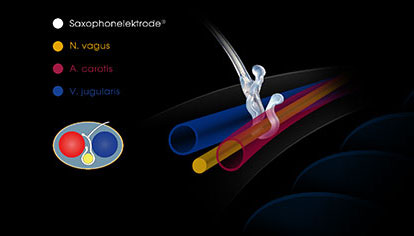 Saxophonelektrode®
N. vagus
A. carotis
V. jugularis